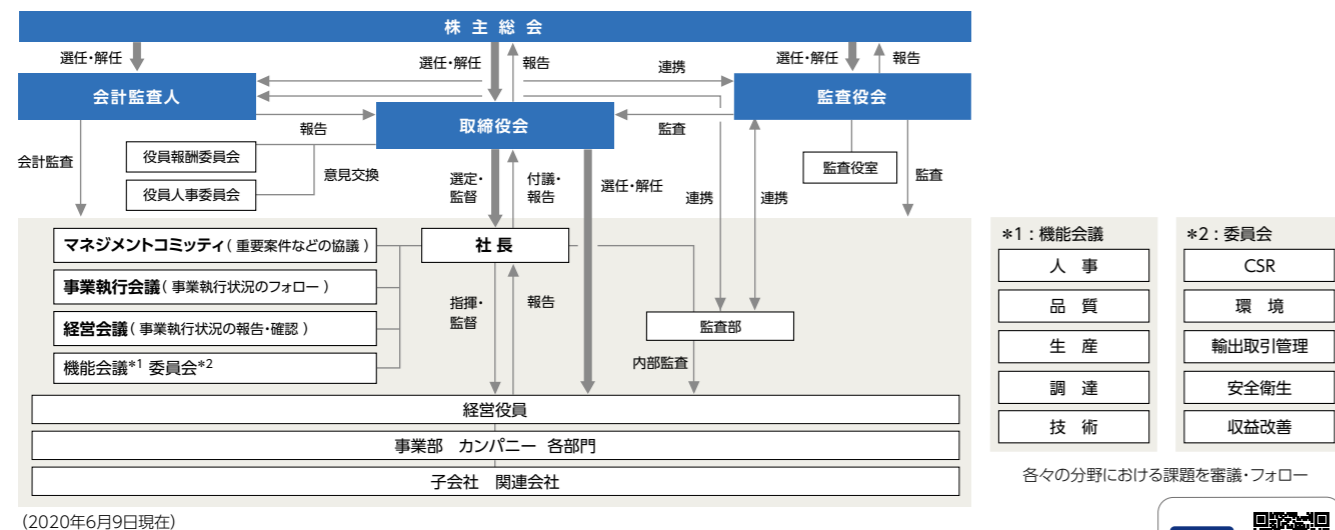 株主総会
選任・解任
選任・解任
報告
連携
選任・解任
報告
会計監査人
取締役会
監査役会
報告
監査
会計監査
役員報酬委員会
役員人事委員会
意見交換
選定・
監督
付議・
報告
選任・解任
連携
連携
監査役室
監査
マネジメントコミッティ(重要案件などの協議)
事業執行会議(事業執行状況のフォロー)
経営会議(事業執行状況の報告・確認)
機能会議*1 委員会*2
社長
指揮・
監督
報告
監査部
内部監査
経営役員
事業部 カンパニー 各部門
子会社 関連会社
(2020年6月9日現在)
*1:機能会議
人 事
品 質
生 産
調 達
技 術
*2:委員会
CSR
環 境
輸出取引管理
安全衛生
収益改善
各々の分野における課題を審議・フォロー